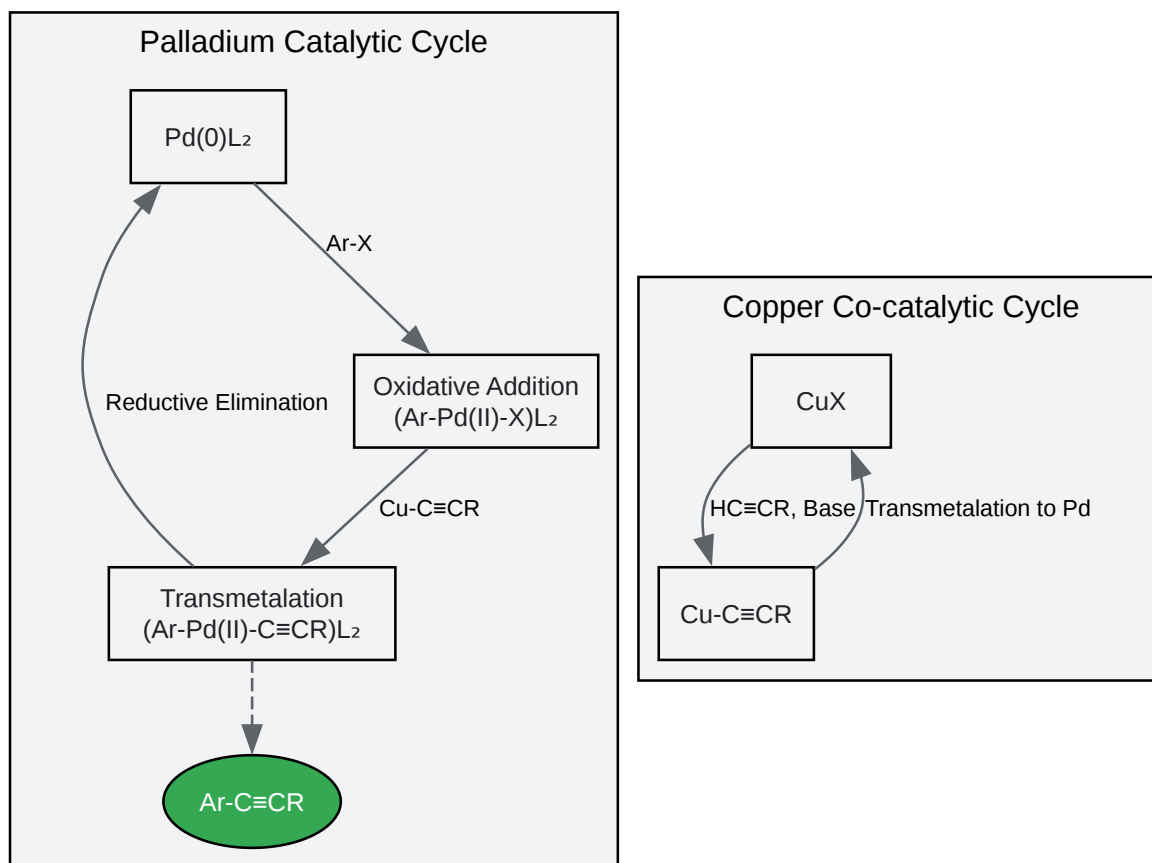 Palladium Catalytic Cycle
Pd(0)L₂
Ar-X
Oxidative Addition
(Ar-Pd(II)-X)L₂
Reductive Elimination
Cu-C≡CR
Transmetalation
(Ar-Pd(II)-C≡CR)L₂
Ar-C≡CR
Copper Co-catalytic Cycle
CuX
HC≡CR, Base
Transmetalation to Pd
Cu-C≡CR